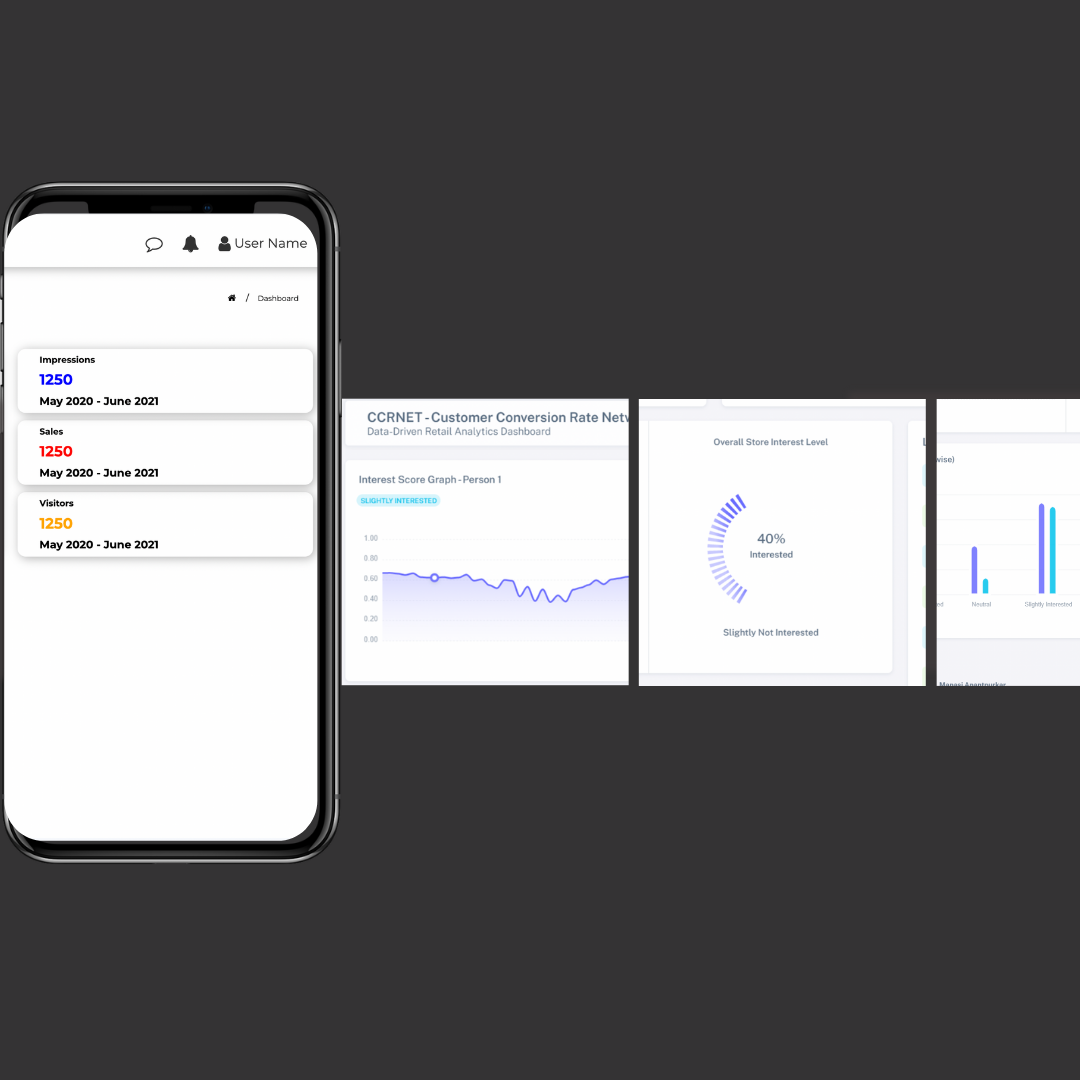 User Name
/ Dashboard
Impressions
1250
May 2020 - June 2021
Sales
1250
May 2020 - June 2021
Visitors
1250
May 2020 - June 2021
CCRNET - Customer Conversion Rate Netw
Data-Driven Retail Analytics Dashboard
Interest Score Graph - Person 1
SLIGHTLY INTERESTED
1.00
0.80
0.60
0.40
0.20
0.00
Overall Store Interest Level
40%
Interested
Slightly Not Interested
L
wise)
ed
Neutral
Slightly Interested